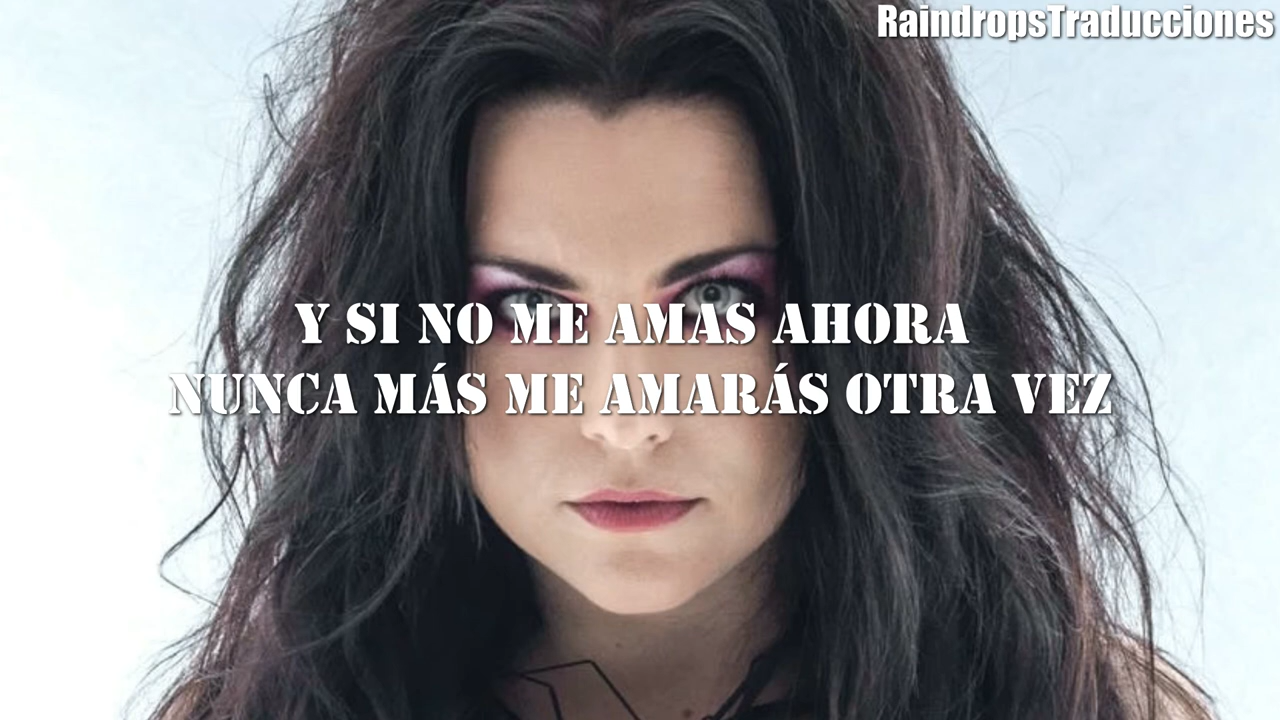 RaindropsTraducciones
Y SI NO ME AMAS AHORA
NUNCA MÁS ME AMARÁS OTRA VEZ